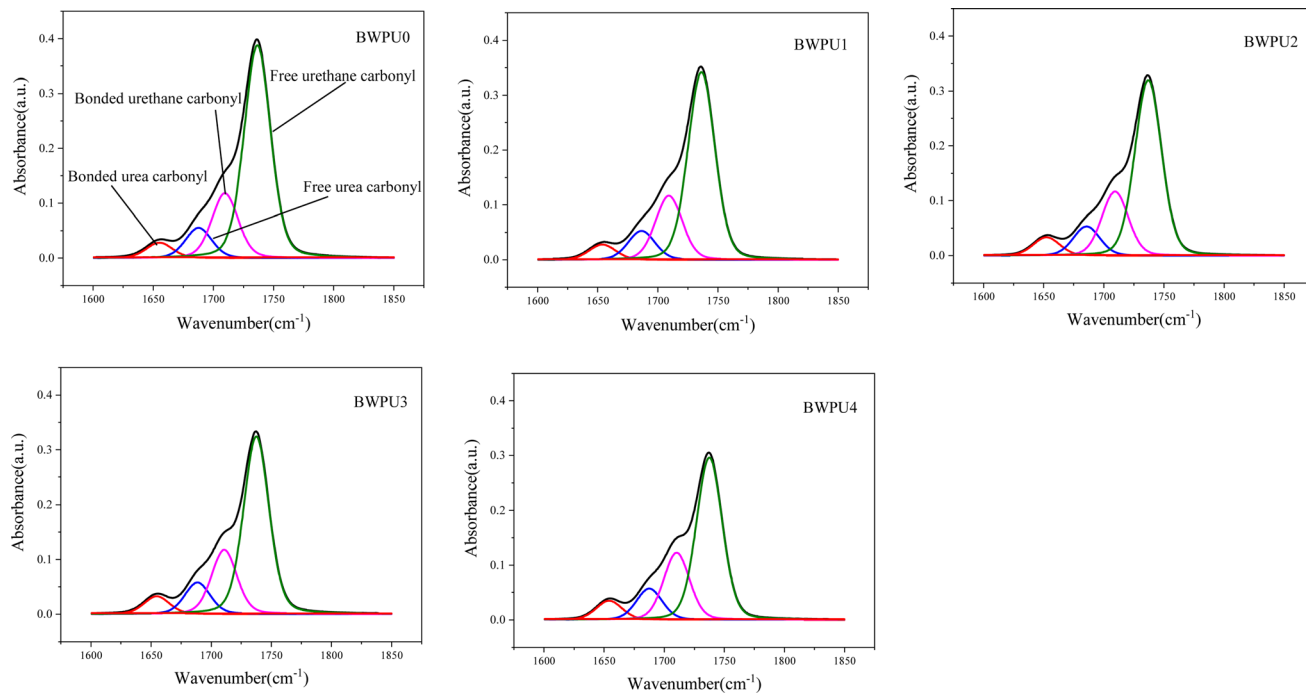 BWPU0
Free urethane carbonyl
Bonded urethane carbonyl
Bonded urea carbonyl
Free urea carbonyl
Absorbance(a.u.)
0.4
0.3
0.2
0.1
0.0
1600 1650 1700 1750 1800 1850
Wavenumber(cm⁻¹)
BWPU1
Absorbance(a.u.)
0.4
0.3
0.2
0.1
0.0
1600 1650 1700 1750 1800 1850
Wavenumber(cm⁻¹)
BWPU2
Absorbance(a.u.)
0.4
0.3
0.2
0.1
0.0
1600 1650 1700 1750 1800 1850
Wavenumber(cm⁻¹)
BWPU3
Absorbance(a.u.)
0.4
0.3
0.2
0.1
0.0
1600 1650 1700 1750 1800 1850
Wavenumber(cm⁻¹)
BWPU4
Absorbance(a.u.)
0.4
0.3
0.2
0.1
0.0
1600 1650 1700 1750 1800 1850
Wavenumber(cm⁻¹)